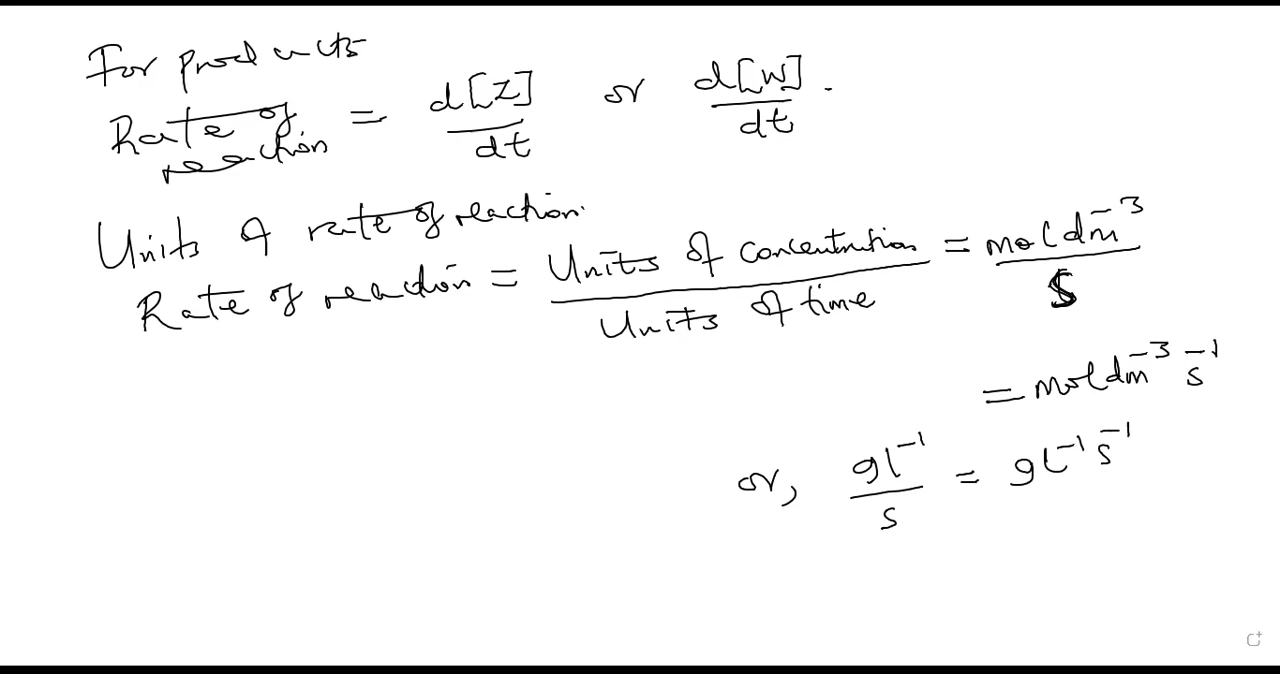 For products
Rate of reaction = d[Z]/dt or d[W]/dt.
Units of rate of reaction.
Rate of reaction = Units of concentration/Units of time = mol dm⁻³/s
= mol dm⁻³ s⁻¹
or, gl⁻¹/s = gL⁻¹ s⁻¹